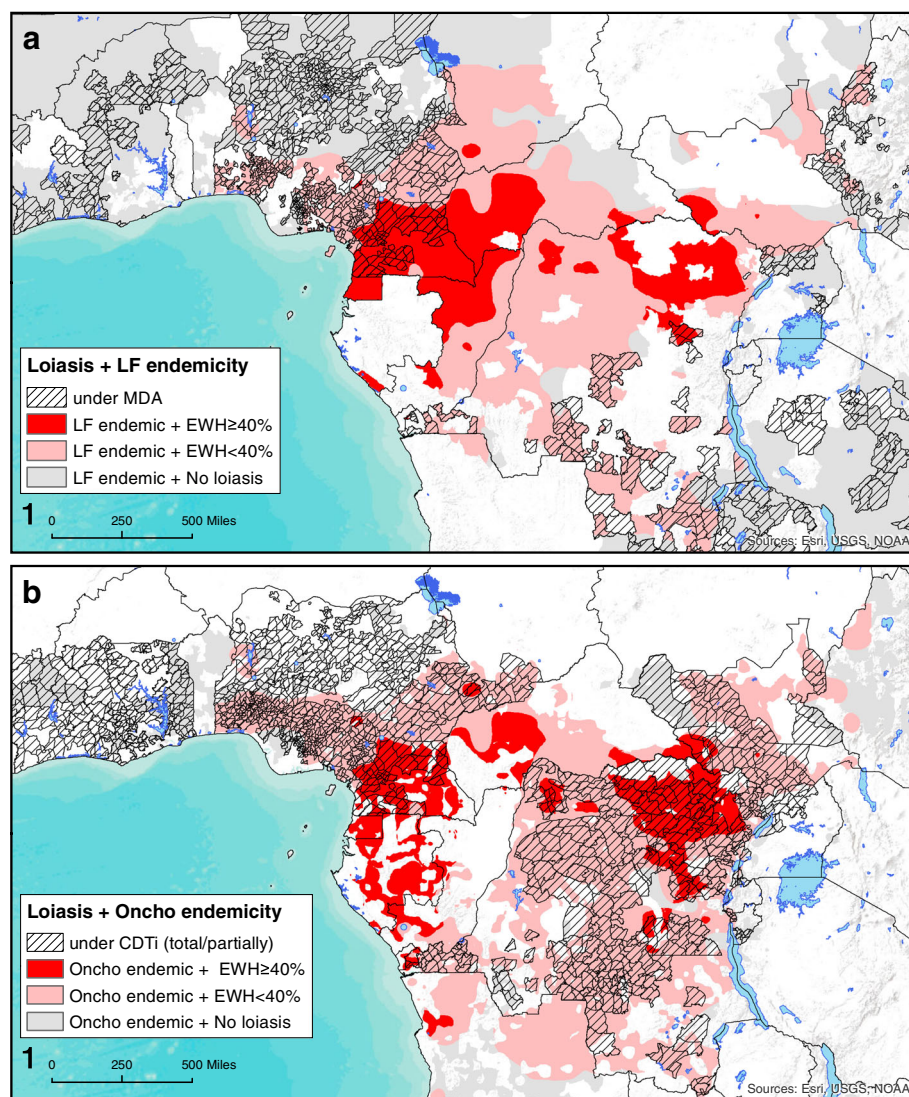 a
Loiasis + LF endemicity
under MDA
LF endemic + EWH≥40%
LF endemic + EWH<40%
LF endemic + No loiasis
1 0 250 500 Miles
Sources: Esri, USGS, NOAA
b
Loiasis + Oncho endemicity
under CDTi (total/partially)
Oncho endemic + EWH≥40%
Oncho endemic + EWH<40%
Oncho endemic + No loiasis
1 0 250 500 Miles
Sources: Esri, USGS, NOAA